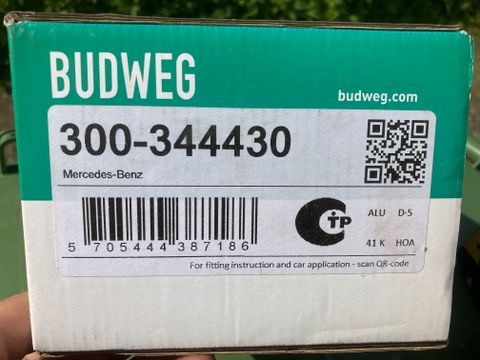 BUDWEG
budweg.com
300-344430
Mercedes-Benz
CTP
ALU D-5
5 705444 387186
41 K HOA
For fitting instruction and car application - scan QR-code